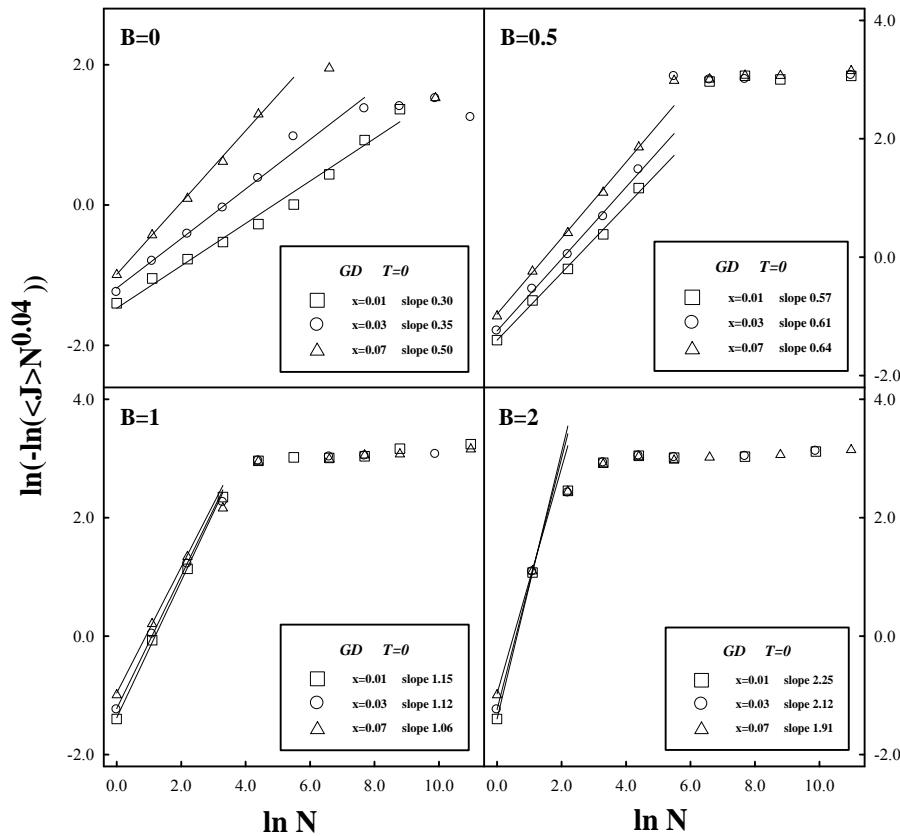 B=0
2.0
0.0
-2.0
GD T=0
x=0.01 slope 0.30
x=0.03 slope 0.35
x=0.07 slope 0.50
B=0.5
4.0
2.0
0.0
-2.0
GD T=0
x=0.01 slope 0.57
x=0.03 slope 0.61
x=0.07 slope 0.64
ln(-ln(<J>N^0.04 ))
B=1
4.0
2.0
0.0
-2.0
GD T=0
x=0.01 slope 1.15
x=0.03 slope 1.12
x=0.07 slope 1.06
0.0 2.0 4.0 6.0 8.0 10.0
ln N
B=2
4.0
2.0
0.0
-2.0
GD T=0
x=0.01 slope 2.25
x=0.03 slope 2.12
x=0.07 slope 1.91
0.0 2.0 4.0 6.0 8.0 10.0
ln N